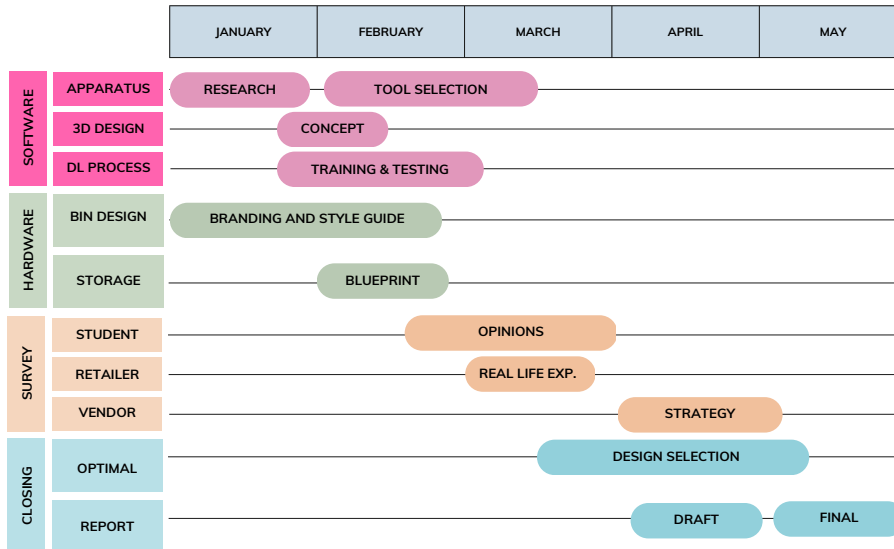 JANUARY
FEBRUARY
MARCH
APRIL
MAY
SOFTWARE
APPARATUS
RESEARCH
TOOL SELECTION
3D DESIGN
CONCEPT
DL PROCESS
TRAINING & TESTING
HARDWARE
BIN DESIGN
BRANDING AND STYLE GUIDE
STORAGE
BLUEPRINT
SURVEY
STUDENT
OPINIONS
RETAILER
REAL LIFE EXP.
VENDOR
STRATEGY
CLOSING
OPTIMAL
DESIGN SELECTION
REPORT
DRAFT
FINAL